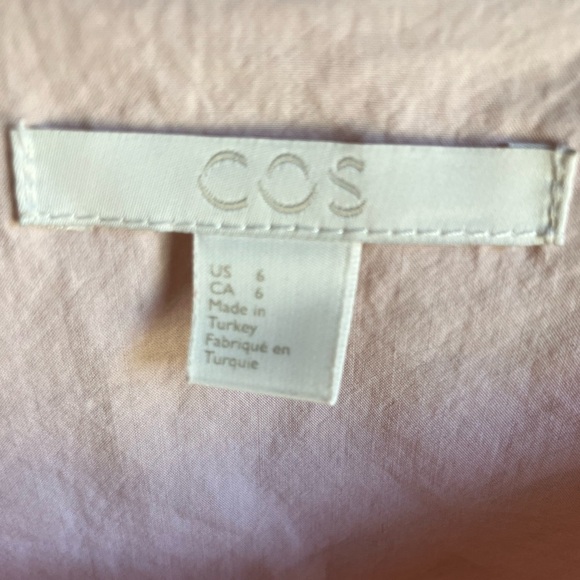 COS
US 6
CA 6
Made in
Turkey
Fabriqué en
Turquie